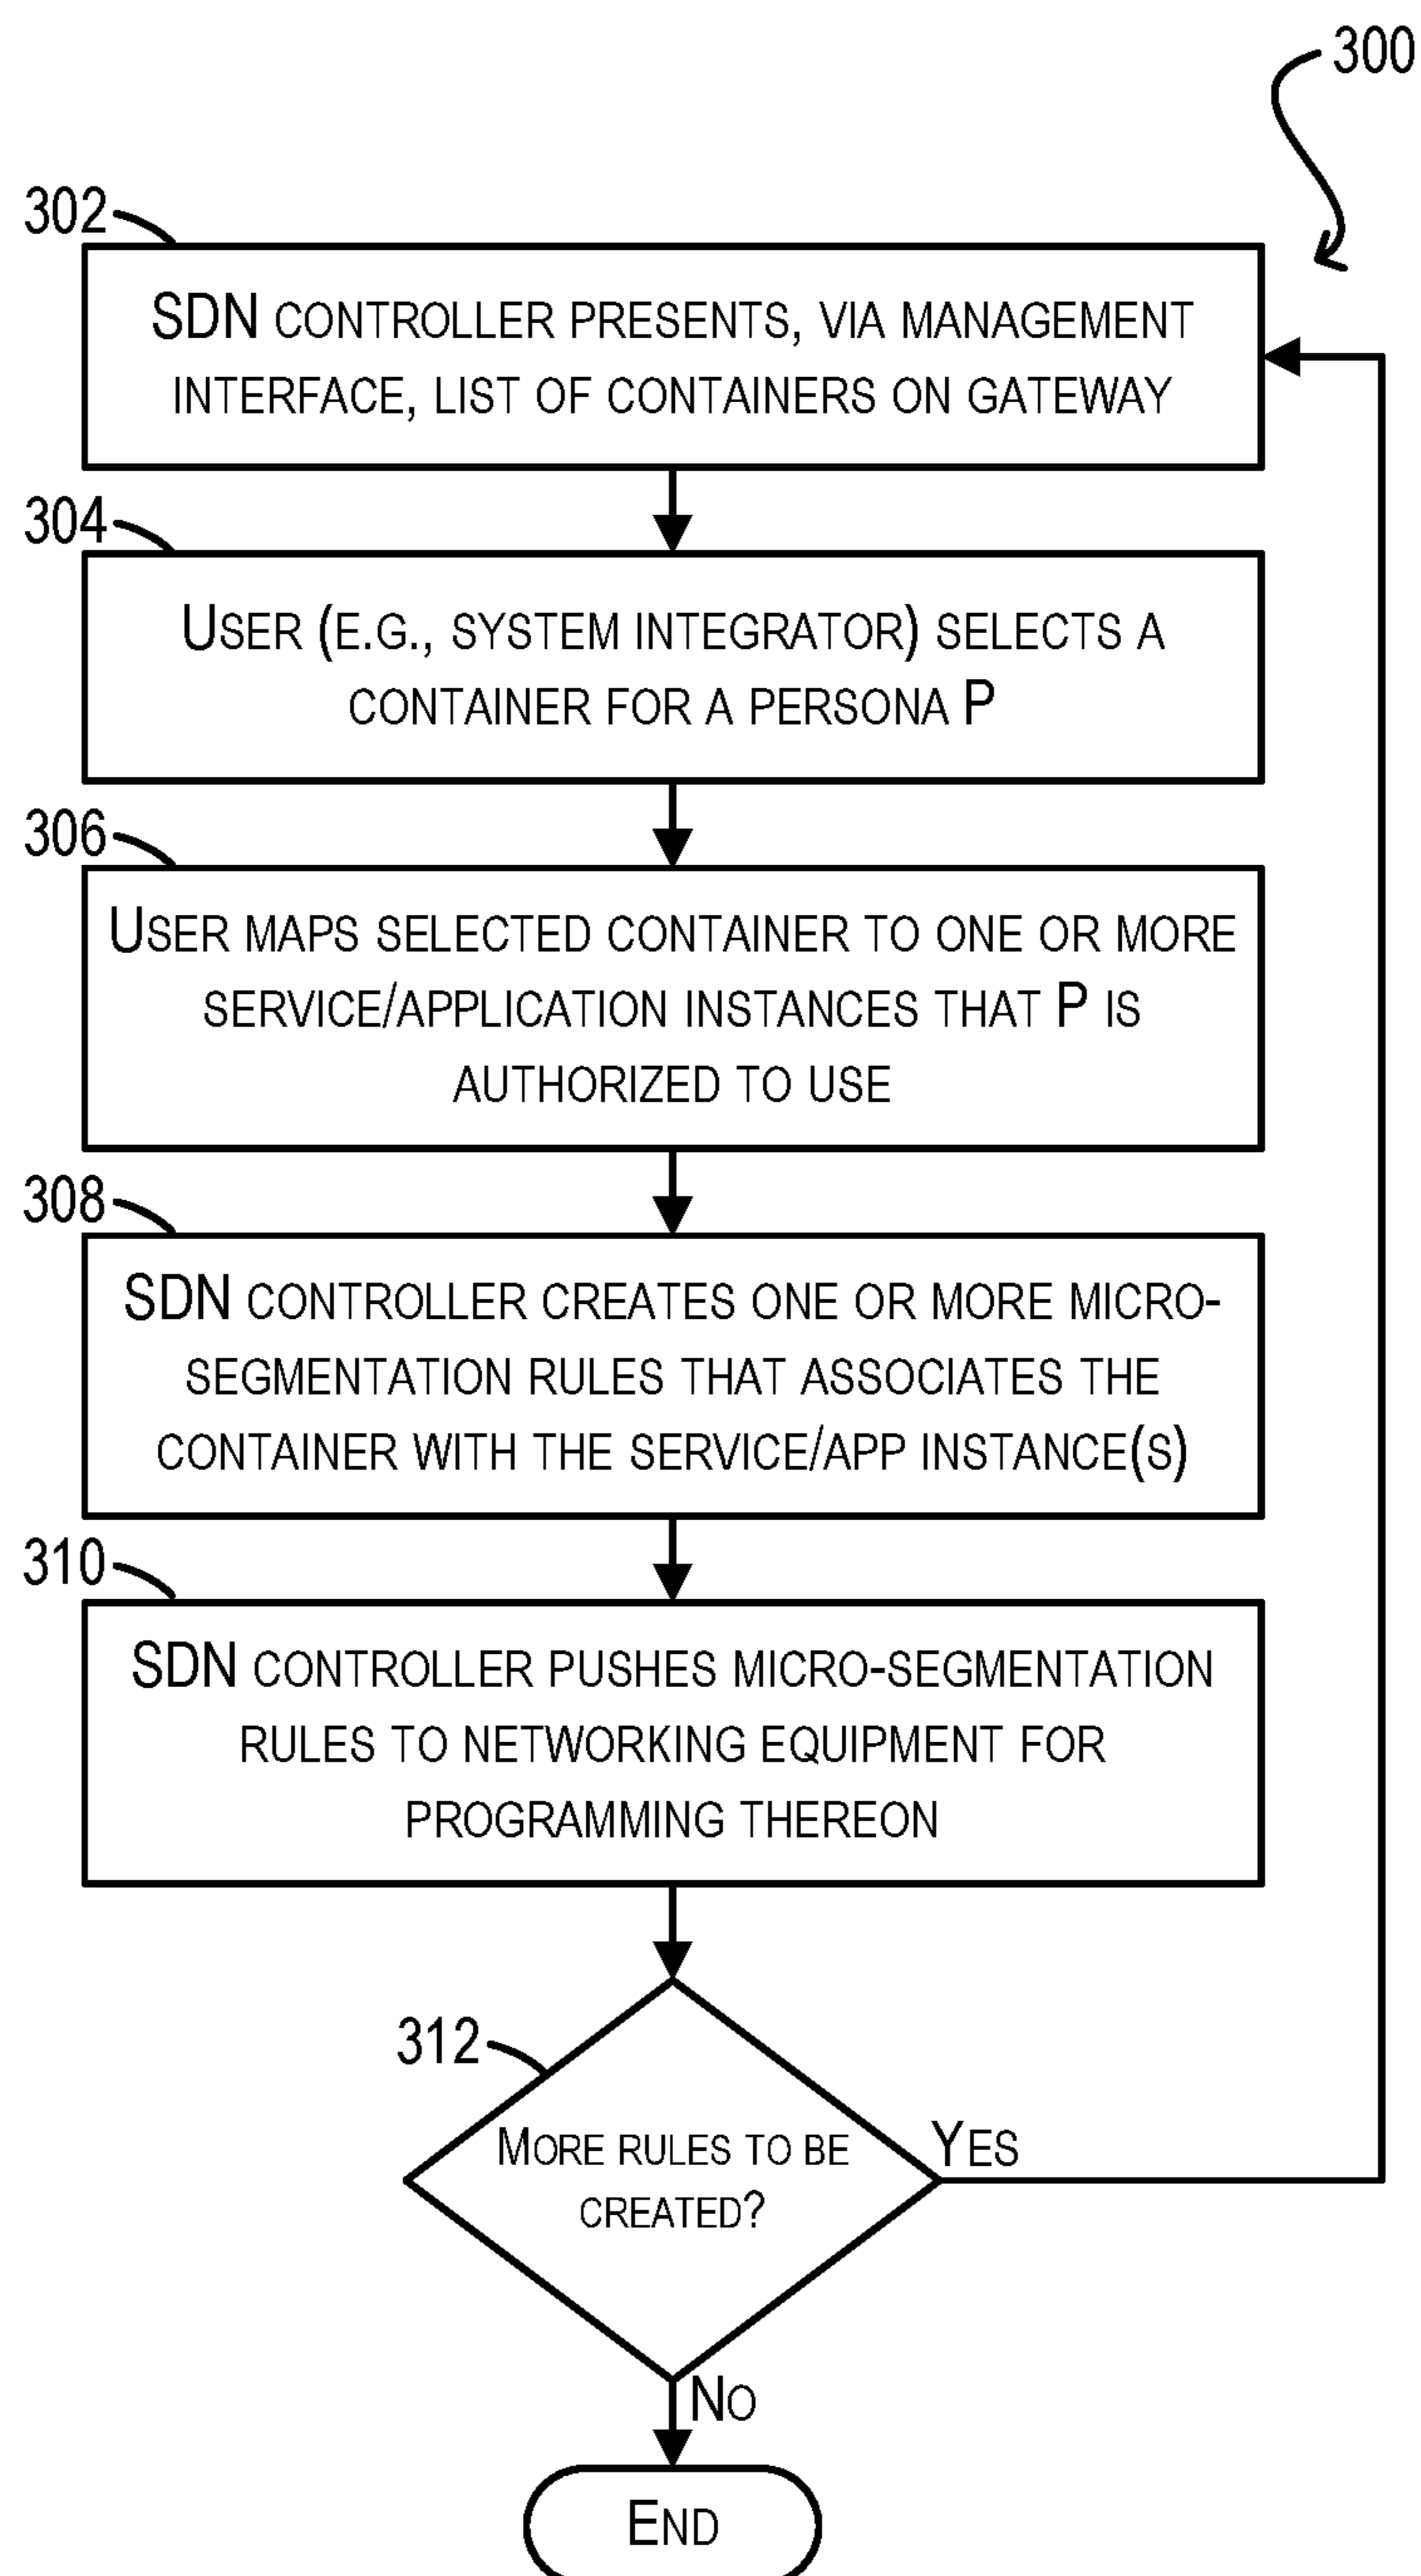 300
302
SDN CONTROLLER PRESENTS, VIA MANAGEMENT
INTERFACE, LIST OF CONTAINERS ON GATEWAY
304
USER (E.G., SYSTEM INTEGRATOR) SELECTS A
CONTAINER FOR A PERSONA P
306
USER MAPS SELECTED CONTAINER TO ONE OR MORE
SERVICE/APPLICATION INSTANCES THAT P IS
AUTHORIZED TO USE
308
SDN CONTROLLER CREATES ONE OR MORE MICRO-
SEGMENTATION RULES THAT ASSOCIATES THE
CONTAINER WITH THE SERVICE/APP INSTANCE(S)
310
SDN CONTROLLER PUSHES MICRO-SEGMENTATION
RULES TO NETWORKING EQUIPMENT FOR
PROGRAMMING THEREON
312
MORE RULES TO BE
CREATED?
YES
NO
END